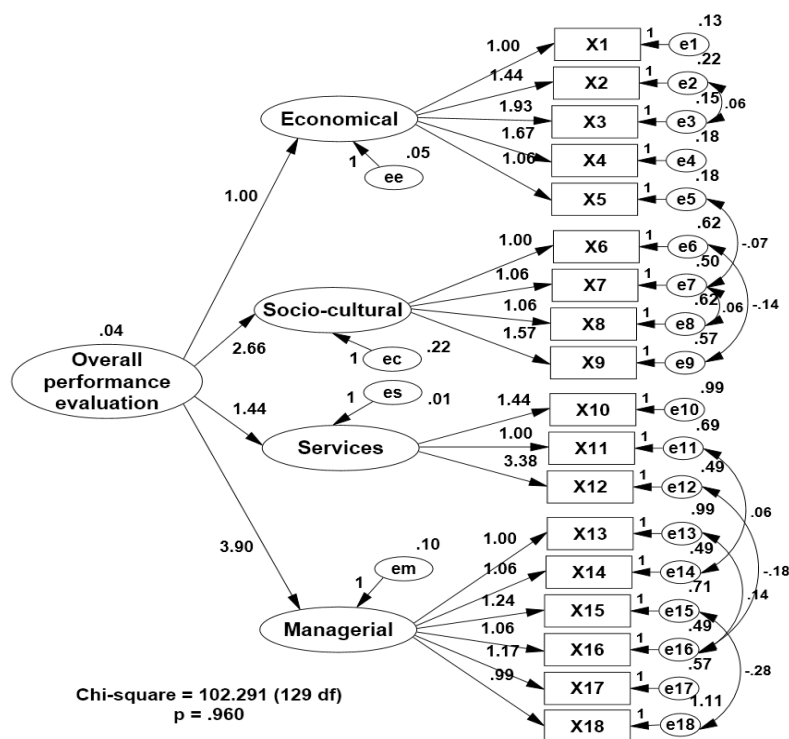 .13
1.00
X1
1
e1
.22
1.44
X2
1
e2
.15
.06
1.93
X3
1
e3
.18
Economical
1.67
X4
1
e4
.18
1.06
X5
1
e5
1
.05
ee
1.00
.62
-.07
1.00
X6
1
e6
.50
1.06
X7
1
e7
.62
.06
-.14
Socio-cultural
1.06
X8
1
e8
.57
1.57
X9
1
e9
.04
2.66
1
.22
ec
Overall
performance
evaluation
1
es
.01
.99
1.44
1.44
X10
1
e10
.69
Services
1.00
X11
1
e11
.49
3.38
X12
1
e12
.06
.99
-.18
3.90
1.00
X13
1
e13
.49
.10
em
1
1.06
X14
1
e14
.71
.14
1.24
X15
1
e15
.49
Managerial
1.06
X16
1
e16
.57
-.28
1.17
X17
1
e17
1.11
.99
X18
1
e18
Chi-square = 102.291 (129 df)
p = .960